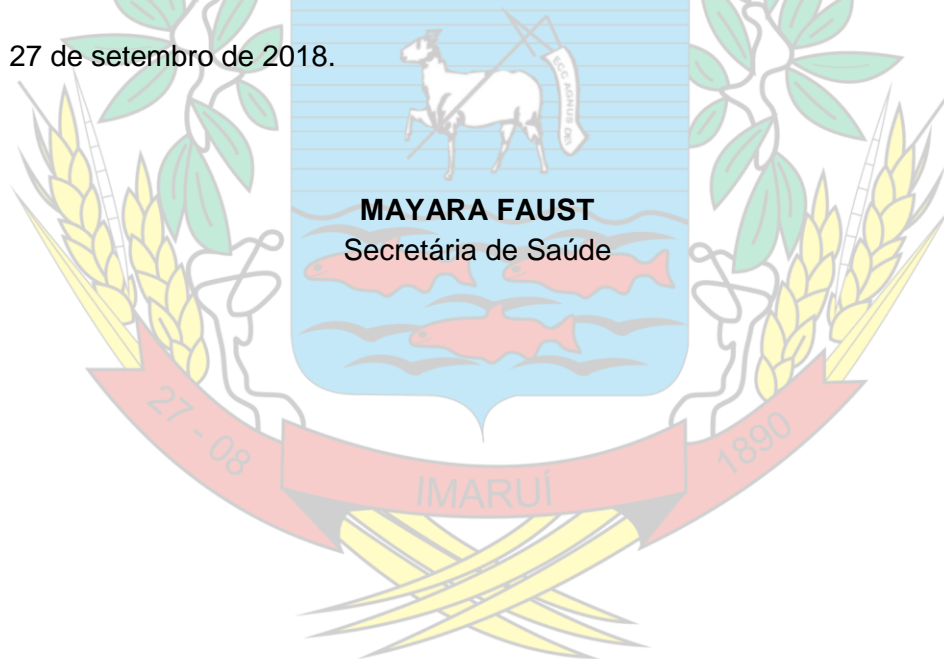 27 de setembro de 2018.
ECCE AGNUS DEI
MAYARA FAUST
Secretária de Saúde
27 - 08
1890
IMARUÍ